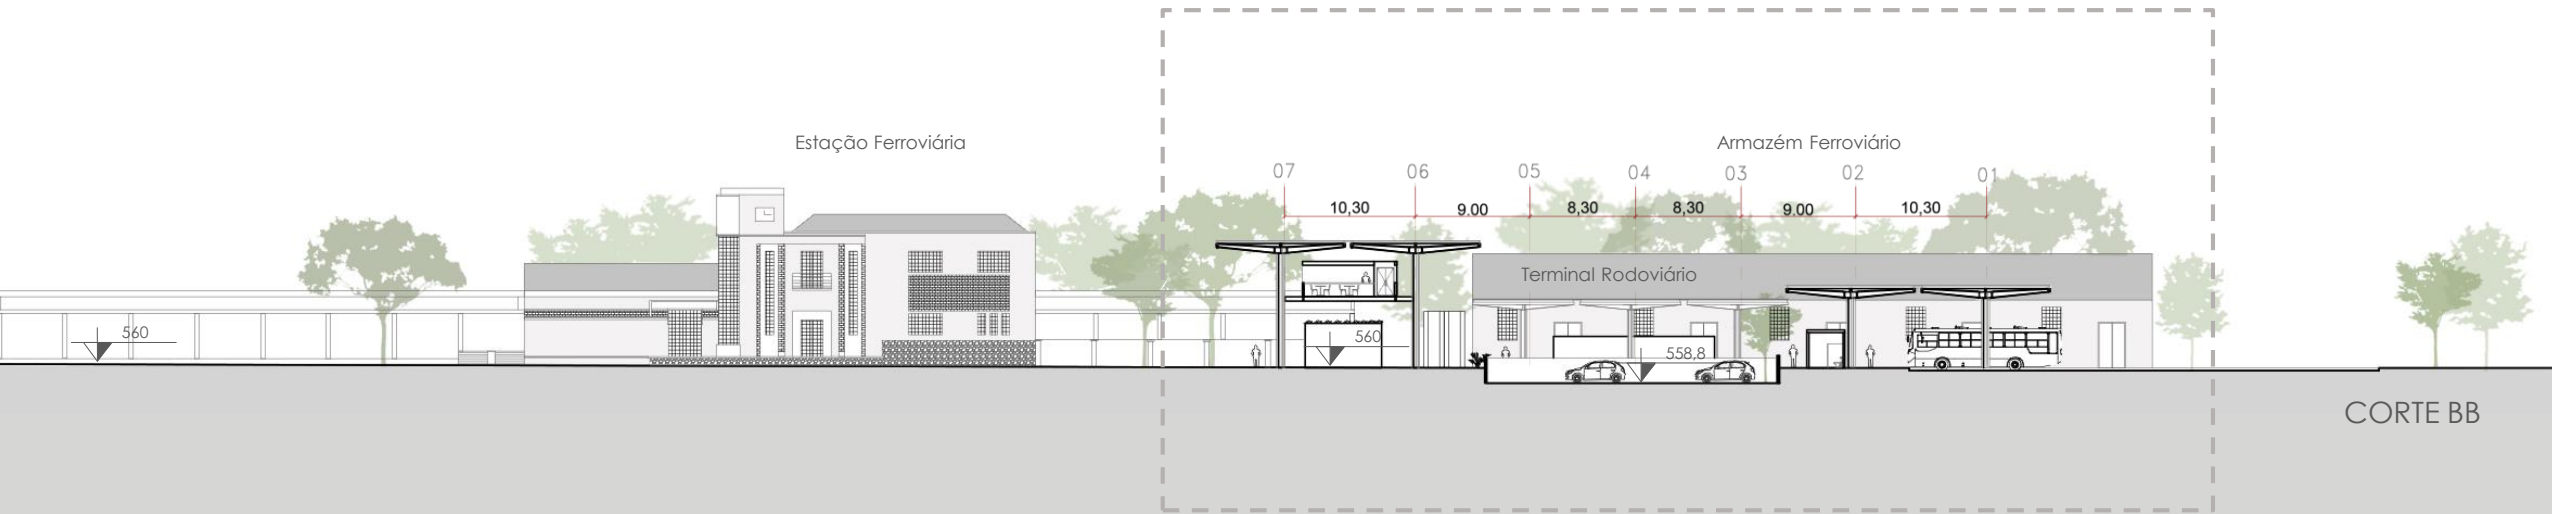 Estação Ferroviária
Armazém Ferroviário
07 06 05 04 03 02 01
10,30 9.00 8,30 8,30 9.00 10,30
Terminal Rodoviário
560
560
558,8
CORTE BB